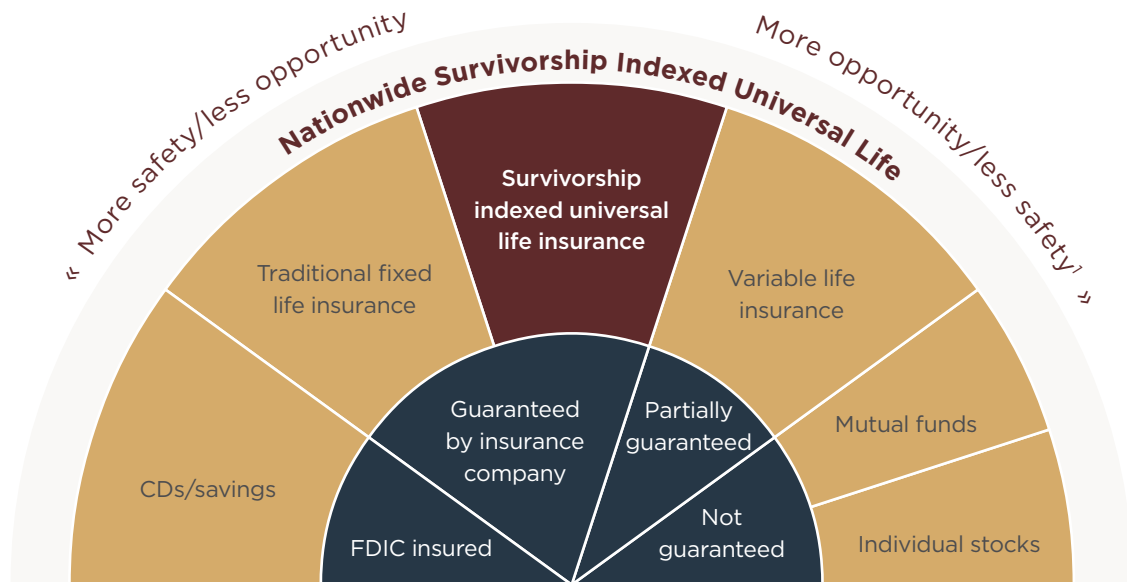 « More safety/less opportunity
More opportunity/less safety¹ »
Nationwide Survivorship Indexed Universal Life
Survivorship
indexed universal
life insurance
Traditional fixed
life insurance
Variable life
insurance
CDs/savings
Mutual funds
Individual stocks
Guaranteed
by insurance
company
Partially
guaranteed
FDIC insured
Not
guaranteed